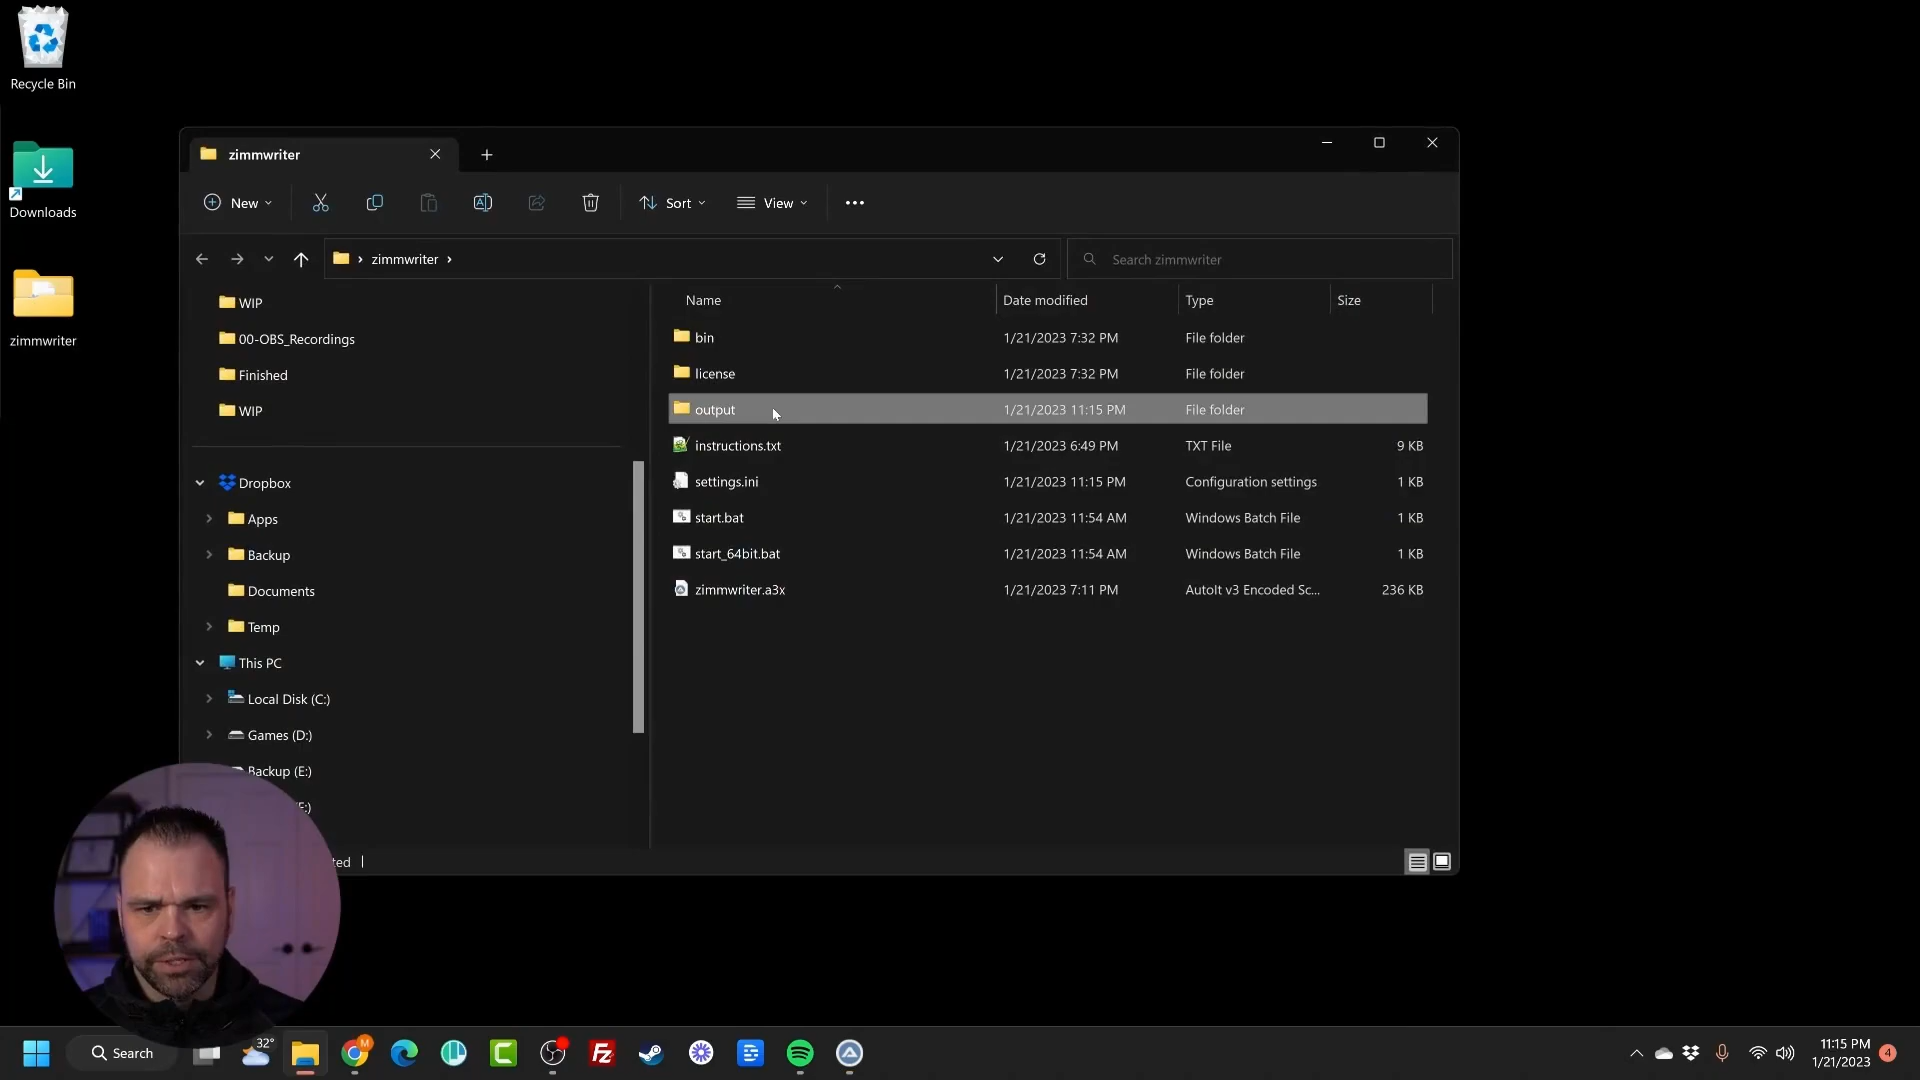 Recycle Bin
Downloads
zimmwriter
zimmwriter
New
Sort
View
zimmwriter
Search zimmwriter
WIP
00-OBS_Recordings
Finished
WIP
Dropbox
Apps
Backup
Documents
Temp
This PC
Local Disk (C:)
Games (D:)
Backup (E:)
ted
Name Date modified Type Size
bin 1/21/2023 7:32 PM File folder
license 1/21/2023 7:32 PM File folder
output 1/21/2023 11:15 PM File folder
instructions.txt 1/21/2023 6:49 PM TXT File 9 KB
settings.ini 1/21/2023 11:15 PM Configuration settings 1 KB
start.bat 1/21/2023 11:54 AM Windows Batch File 1 KB
start_64bit.bat 1/21/2023 11:54 AM Windows Batch File 1 KB
zimmwriter.a3x 1/21/2023 7:11 PM AutoIt v3 Encoded Sc... 236 KB
Search
32°
M
Fz
11:15 PM
1/21/2023
4